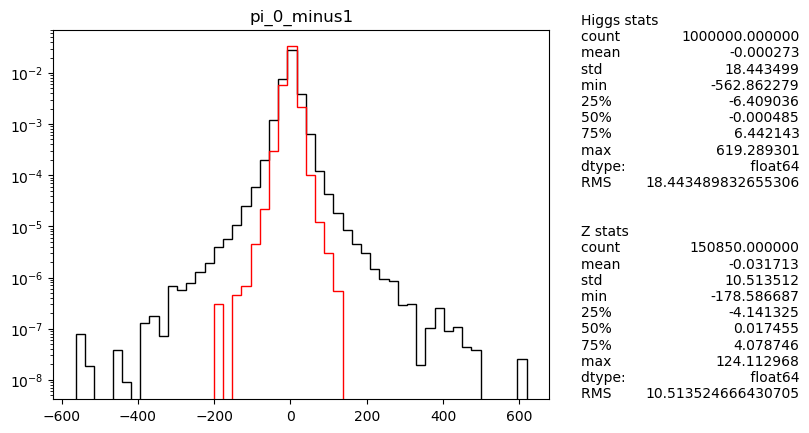 pi_0_minus1
10⁻²
10⁻³
10⁻⁴
10⁻⁵
10⁻⁶
10⁻⁷
10⁻⁸
−600 −400 −200 0 200 400 600
Higgs stats
count 1000000.000000
mean -0.000273
std 18.443499
min -562.862279
25% -6.409036
50% -0.000485
75% 6.442143
max 619.289301
dtype: float64
RMS 18.443489832655306
Z stats
count 150850.000000
mean -0.031713
std 10.513512
min -178.586687
25% -4.141325
50% 0.017455
75% 4.078746
max 124.112968
dtype: float64
RMS 10.513524666430705